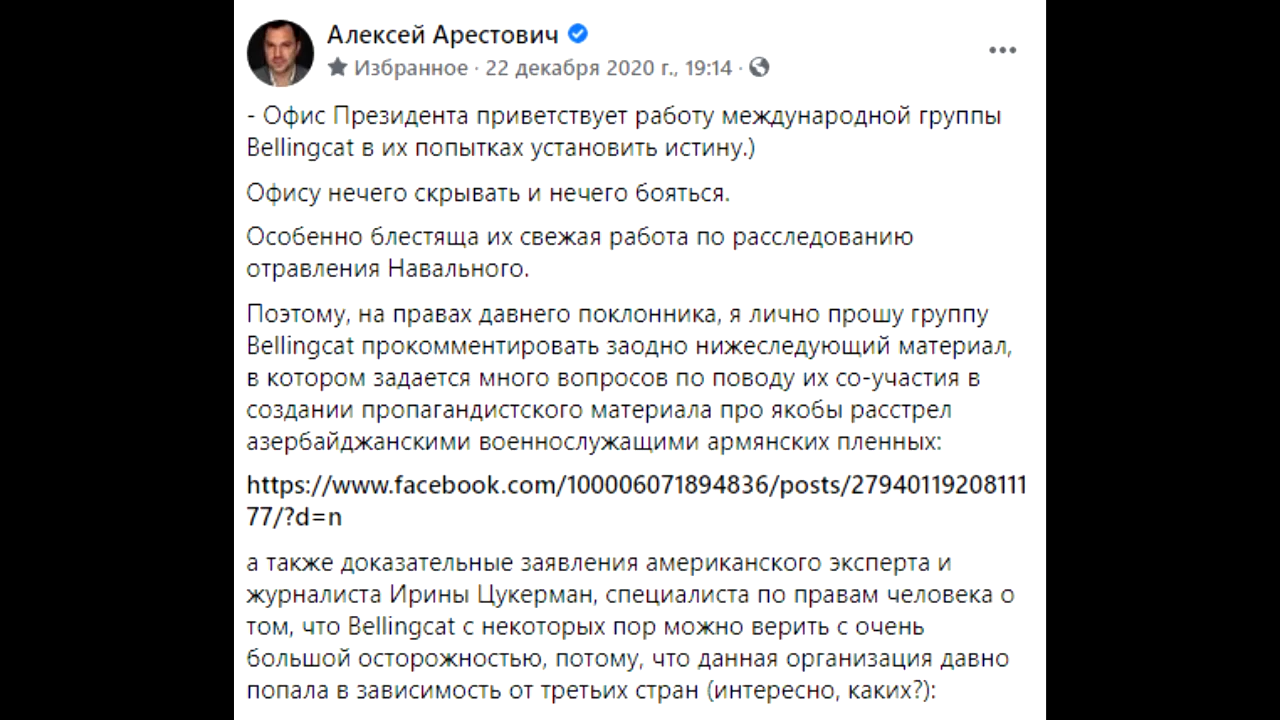 Алексей Арестович
Избранное · 22 декабря 2020 г., 19:14 ·
- Офис Президента приветствует работу международной группы
Bellingcat в их попытках установить истину.)
Офису нечего скрывать и нечего бояться.
Особенно блестяща их свежая работа по расследованию
отравления Навального.
Поэтому, на правах давнего поклонника, я лично прошу группу
Bellingcat прокомментировать заодно нижеследующий материал,
в котором задается много вопросов по поводу их со-участия в
создании пропагандистского материала про якобы расстрел
азербайджанскими военнослужащими армянских пленных:
https://www.facebook.com/100006071894836/posts/27940119208111
77/?d=n
а также доказательные заявления американского эксперта и
журналиста Ирины Цукерман, специалиста по правам человека о
том, что Bellingcat с некоторых пор можно верить с очень
большой осторожностью, потому, что данная организация давно
попала в зависимость от третьих стран (интересно, каких?):